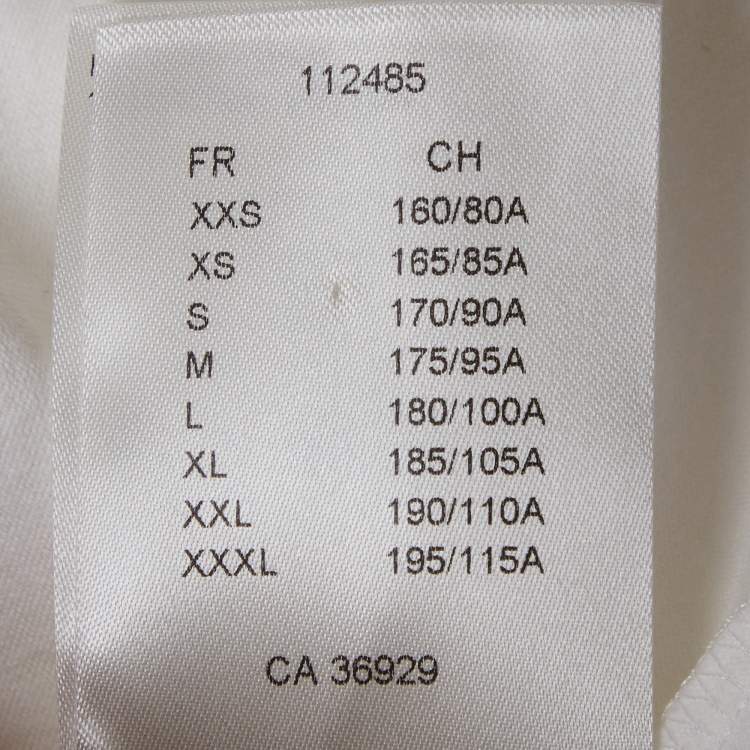 112485
FR CH
XXS 160/80A
XS 165/85A
S 170/90A
M 175/95A
L 180/100A
XL 185/105A
XXL 190/110A
XXXL 195/115A
CA 36929